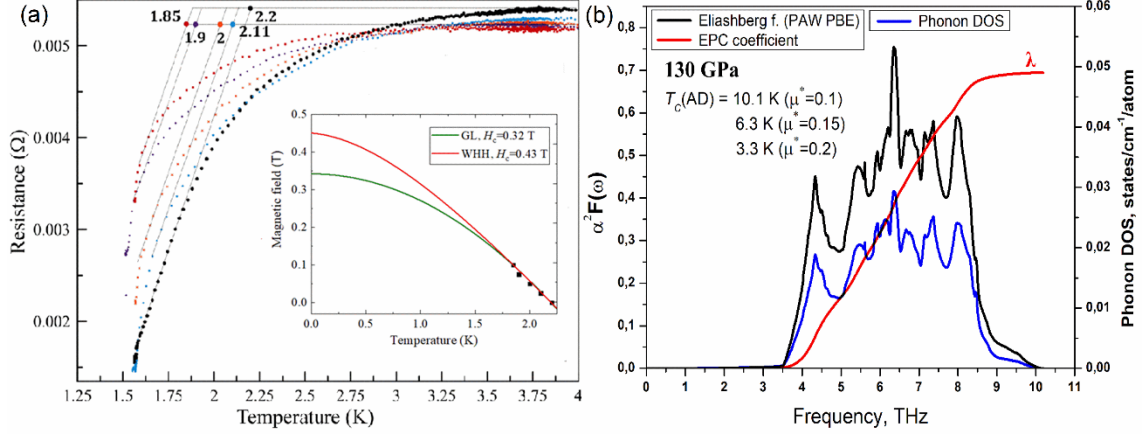 (a)
0.005
0.004
0.003
0.002
Resistance (Ω)
1.85
1.9
2
2.11
2.2
0.5
0.4
0.3
0.2
0.1
0.0
Magnetic field (T)
GL, Hc=0.32 T
WHH, Hc=0.43 T
0.0 0.5 1.0 1.5 2.0
Temperature (K)
1.25 1.5 1.75 2 2.25 2.5 2.75 3 3.25 3.5 3.75 4
Temperature (K)
(b)
Eliashberg f. (PAW PBE)
EPC coefficient
Phonon DOS
130 GPa
TC(AD) = 10.1 K (μ*=0.1)
6.3 K (μ*=0.15)
3.3 K (μ*=0.2)
λ
0,8
0,7
0,6
0,5
0,4
0,3
0,2
0,1
0,0
α²F(ω)
0,06
0,05
0,04
0,03
0,02
0,01
0,00
Phonon DOS, states/cm⁻¹/atom
0 1 2 3 4 5 6 7 8 9 10 11
Frequency, THz